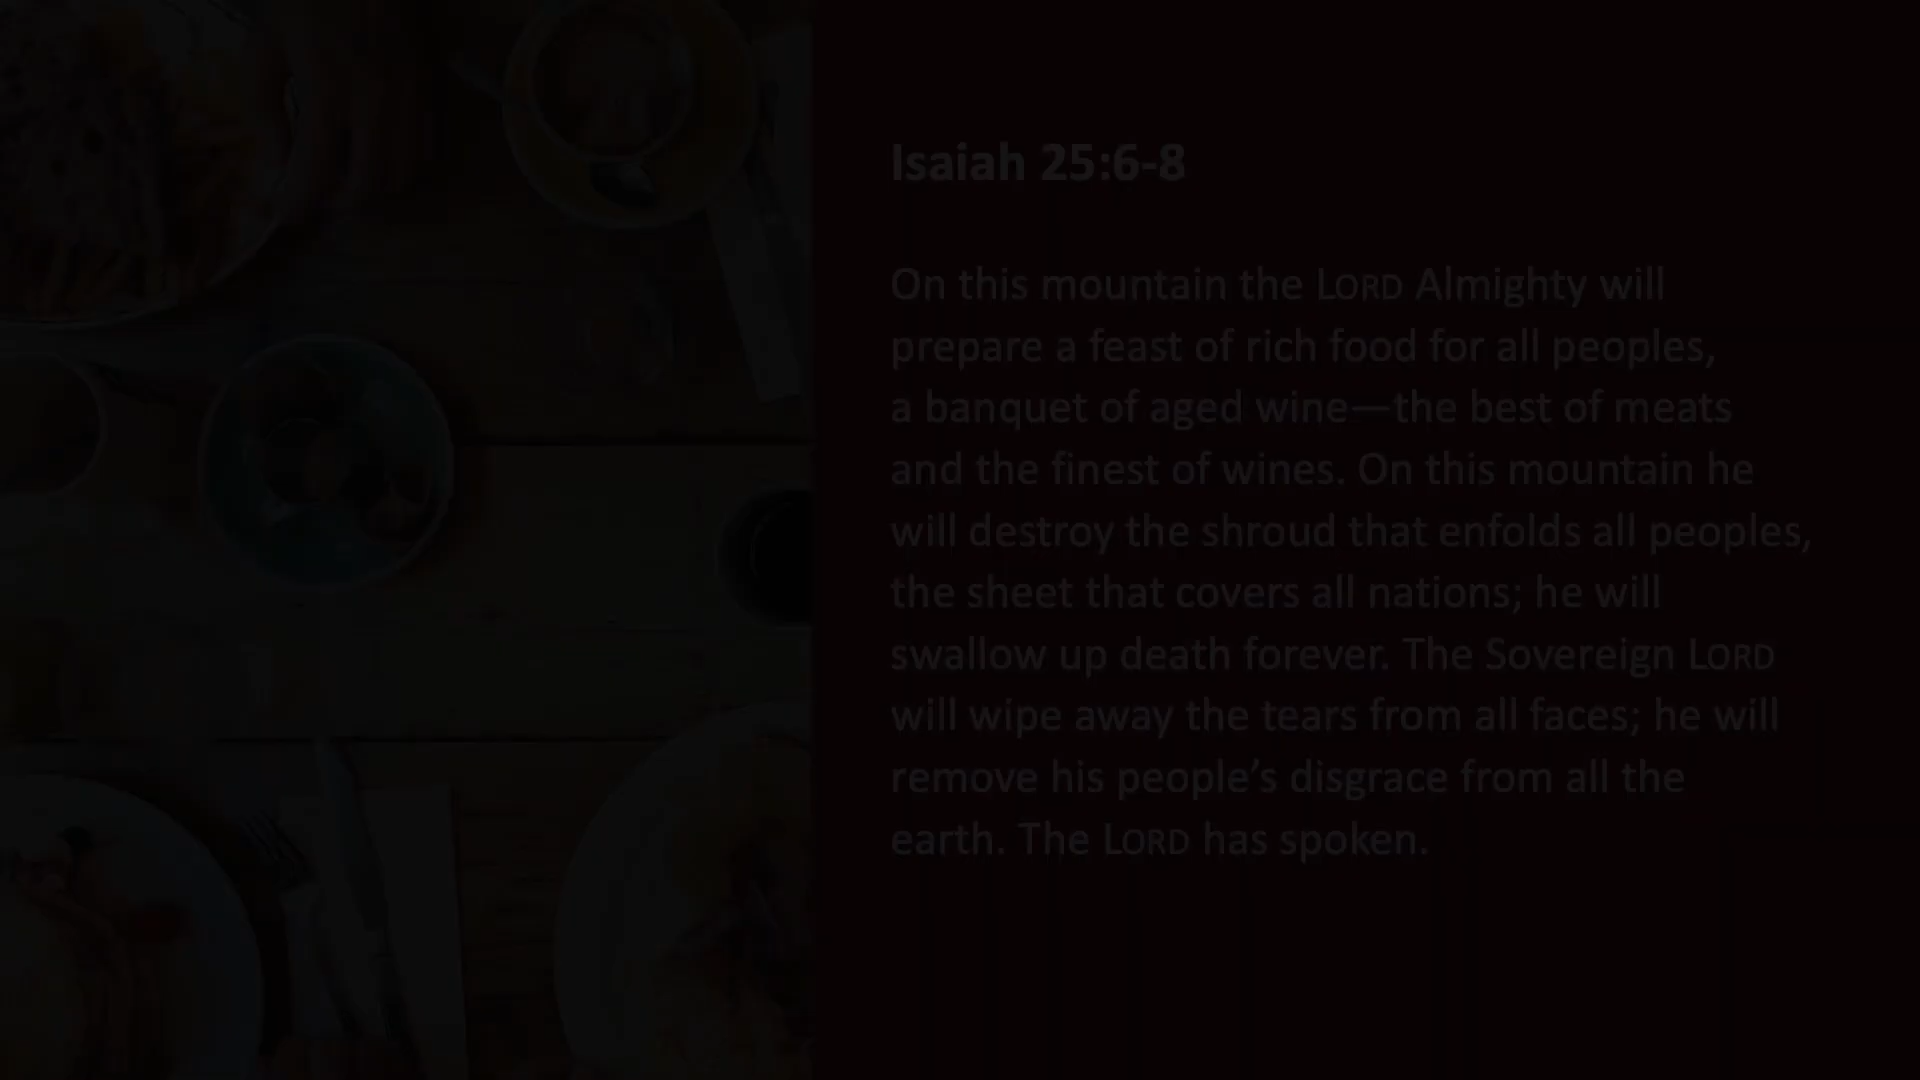 Isaiah 25:6-8
On this mountain the LORD Almighty will
prepare a feast of rich food for all peoples,
a banquet of aged wine—the best of meats
and the finest of wines. On this mountain he
will destroy the shroud that enfolds all peoples,
the sheet that covers all nations; he will
swallow up death forever. The Sovereign LORD
will wipe away the tears from all faces; he will
remove his people’s disgrace from all the
earth. The LORD has spoken.